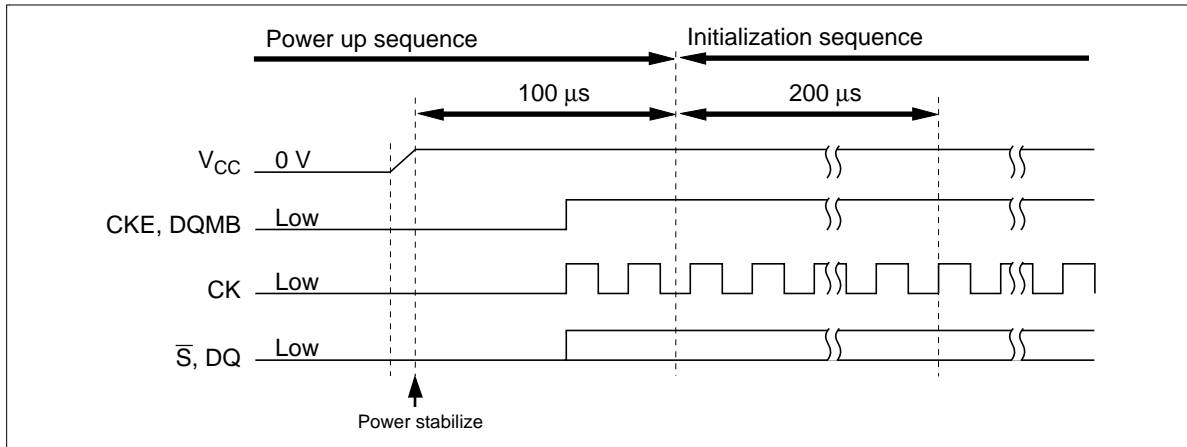 Power up sequence
Initialization sequence
100 µs
200 µs
VCC
0 V
CKE, DQMB
Low
CK
Low
S̅, DQ
Low
Power stabilize